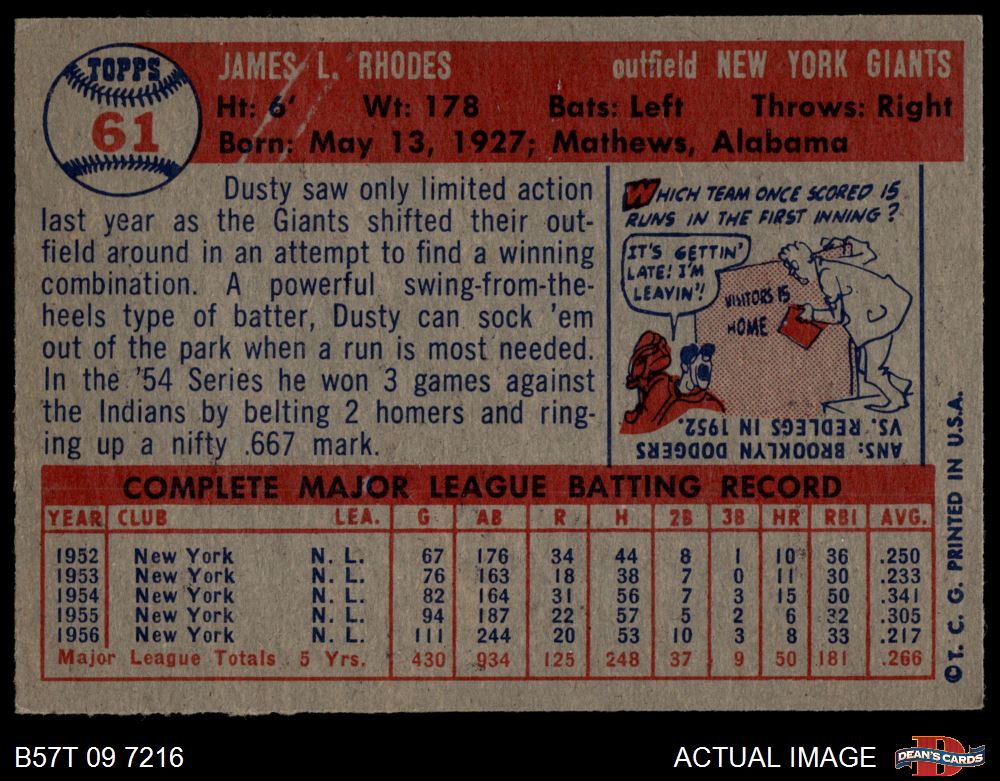 TOPPS
61
JAMES L. RHODES outfield NEW YORK GIANTS
Ht: 6' Wt: 178 Bats: Left Throws: Right
Born: May 13, 1927; Mathews, Alabama
Dusty saw only limited action
last year as the Giants shifted their out-
field around in an attempt to find a winning
combination. A powerful swing-from-the-
heels type of batter, Dusty can sock 'em
out of the park when a run is most needed.
In the '54 Series he won 3 games against
the Indians by belting 2 homers and ring-
ing up a nifty .667 mark.
WHICH TEAM ONCE SCORED 15
RUNS IN THE FIRST INNING?
IT'S GETTIN'
LATE! I'M
LEAVIN'!
VISITORS 15
HOME
ANS: BROOKLYN DODGERS
VS. REDLEGS IN 1952.
COMPLETE MAJOR LEAGUE BATTING RECORD
YEAR CLUB LEA. G AB R H 2B 3B HR RBI AVG.
1952 New York N. L. 67 176 34 44 8 1 10 36 .250
1953 New York N. L. 76 163 18 38 7 0 11 30 .233
1954 New York N. L. 82 164 31 56 7 3 15 50 .341
1955 New York N. L. 94 187 22 57 5 2 6 32 .305
1956 New York N. L. 111 244 20 53 10 3 8 33 .217
Major League Totals 5 Yrs. 430 934 125 248 37 9 50 181 .266
©T. C. G. PRINTED IN U.S.A.
B57T 09 7216
ACTUAL IMAGE
DEAN'S CARDS